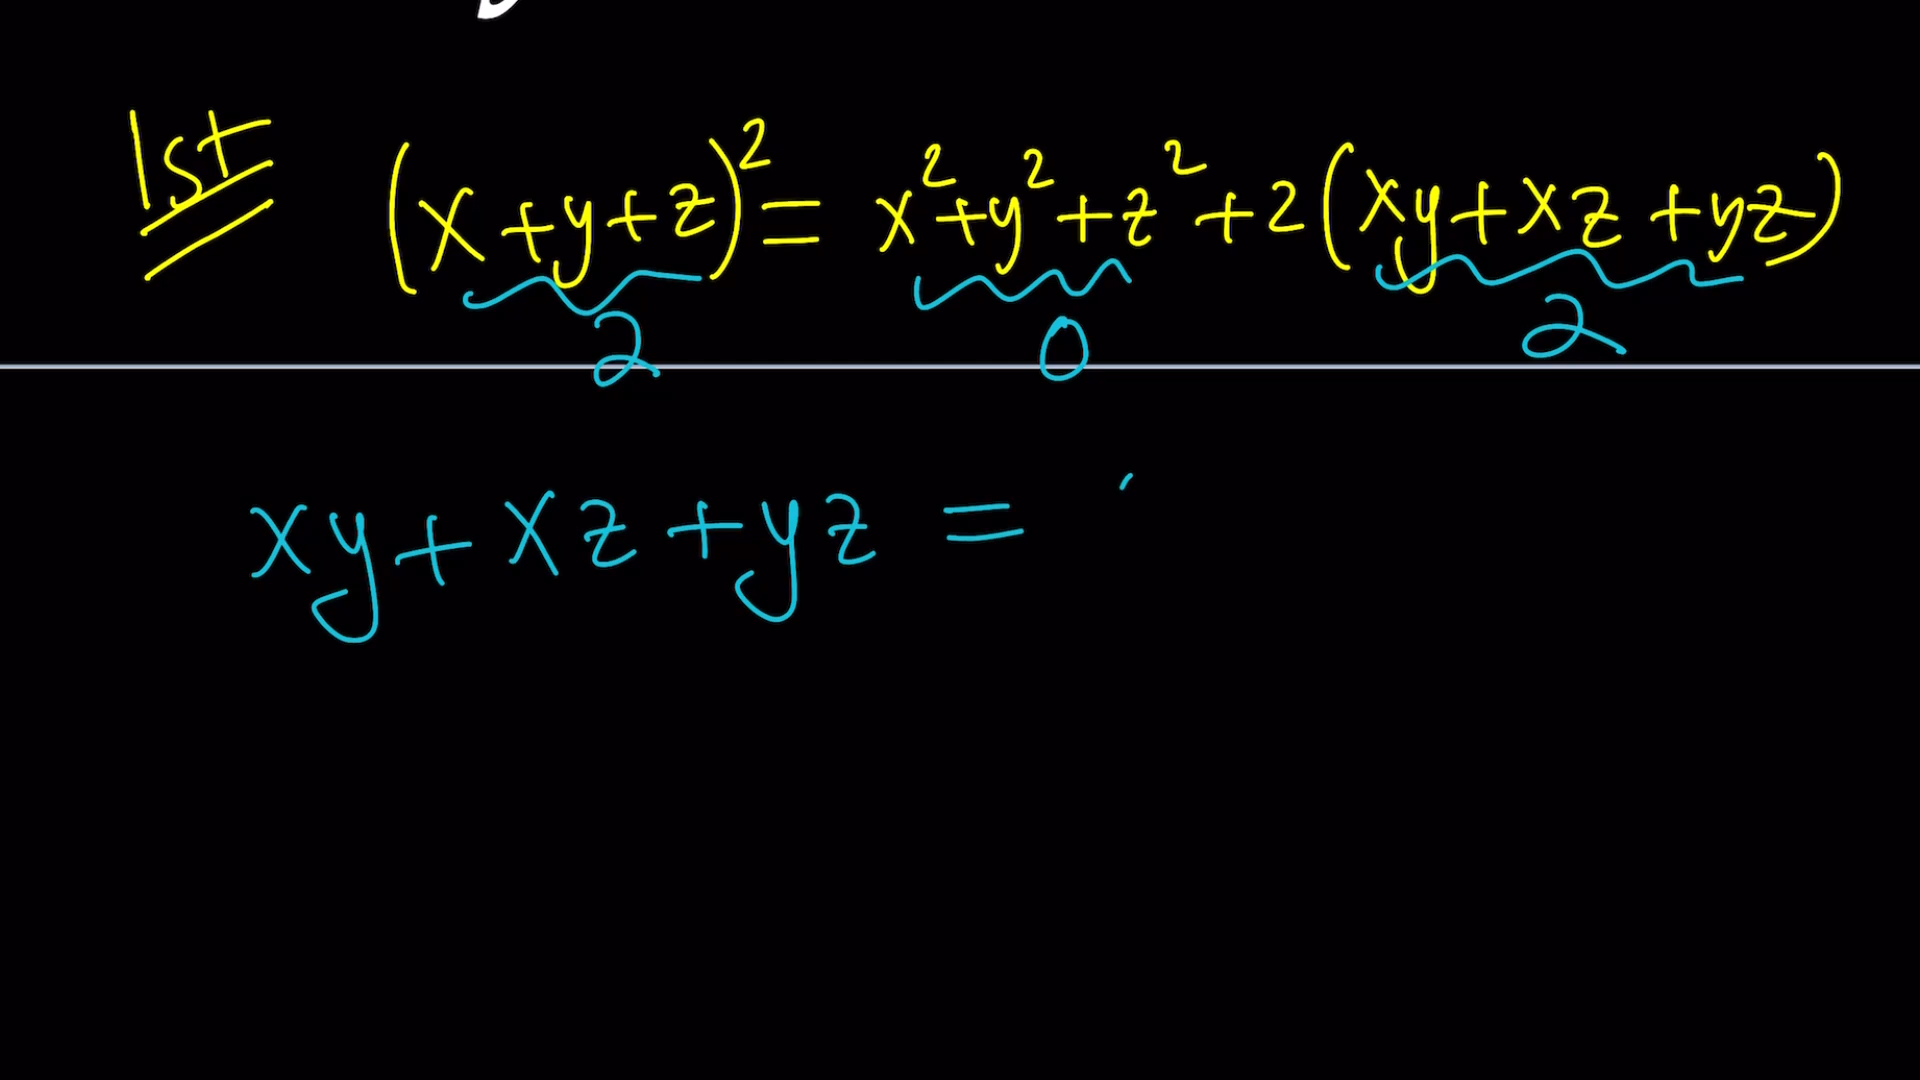 1st (x+y+z)²= x²+y²+z²+2(xy+xz+yz)
2 0 2
xy+xz+yz =